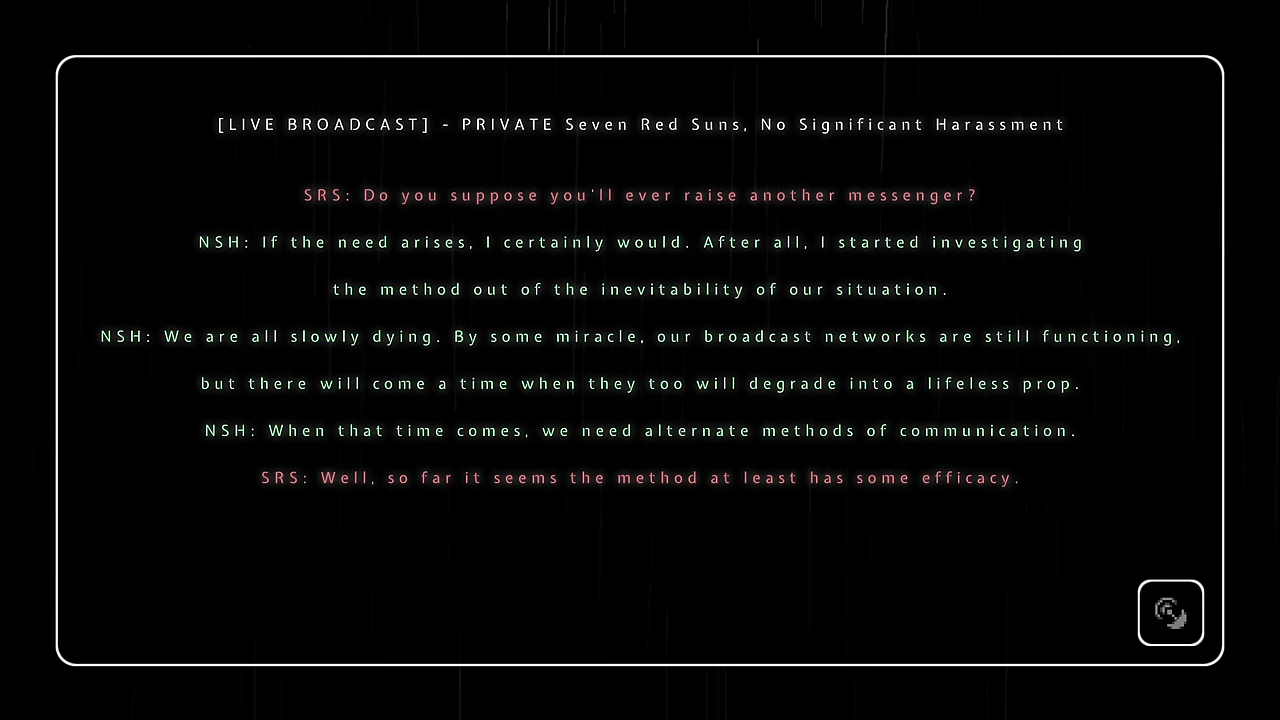 [LIVE BROADCAST] - PRIVATE Seven Red Suns, No Significant Harassment
SRS: Do you suppose you'll ever raise another messenger?
NSH: If the need arises, I certainly would. After all, I started investigating
the method out of the inevitability of our situation.
NSH: We are all slowly dying. By some miracle, our broadcast networks are still functioning,
but there will come a time when they too will degrade into a lifeless prop.
NSH: When that time comes, we need alternate methods of communication.
SRS: Well, so far it seems the method at least has some efficacy.